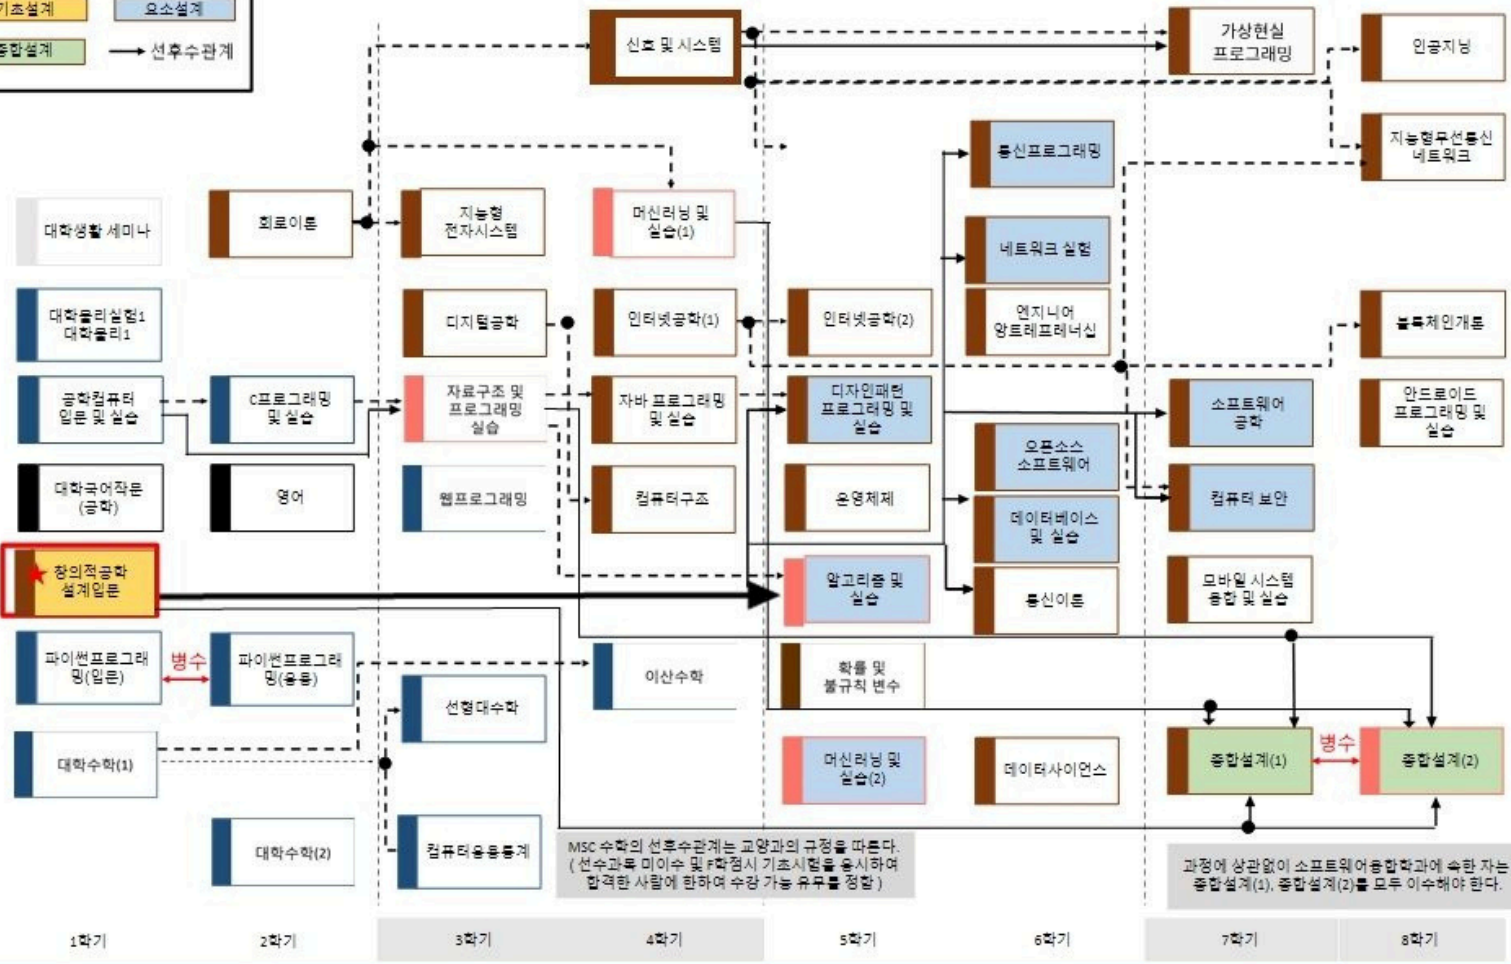 기초설계
요소설계
종합설계
선후수관계
신호 및 시스템
가상현실
프로그래밍
인공지닝
통신프로그래밍
지능형무선통신
네트워크
대학생활 세미나
회로이론
지능형
전자시스템
머신러닝 및
실습(1)
네트워크 실험
대학물리실험1
대학물리1
디지털공학
인터넷공학(1)
인터넷공학(2)
엔지니어
앙트레프레너십
블록체인개론
공학컴퓨터
입문 및 실습
C프로그래밍
및 실습
자료구조 및
프로그래밍
실습
자바 프로그래밍
및 실습
디자인패턴
프로그래밍 및
실습
소프트웨어
공학
안드로이드
프로그래밍 및
실습
오픈소스
소프트웨어
대학국어작문
(공학)
영어
웹프로그래밍
컴퓨터구조
운영체제
데이터베이스
및 실습
컴퓨터 보안
창의적공학
설계입문
알고리즘 및
실습
통신이론
모바일 시스템
융합 및 실습
파이썬프로그래
밍(입문)
병수
파이썬프로그래
밍(응용)
선형대수학
이산수학
확률 및
불규칙 변수
대학수학(1)
머신러닝 및
실습(2)
데이터사이언스
종합설계(1)
병수
종합설계(2)
대학수학(2)
컴퓨터응용통계
MSC 수학의 선후수관계는 교양과의 규정을 따른다.
( 선수과목 미이수 및 F학점시 기초시험을 응시하여
합격한 사람에 한하여 수강 가능 유무를 정함 )
과정에 상관없이 소프트웨어융합학과에 속한 자는
종합설계(1), 종합설계(2)를 모두 이수해야 한다.
1학기
2학기
3학기
4학기
5학기
6학기
7학기
8학기